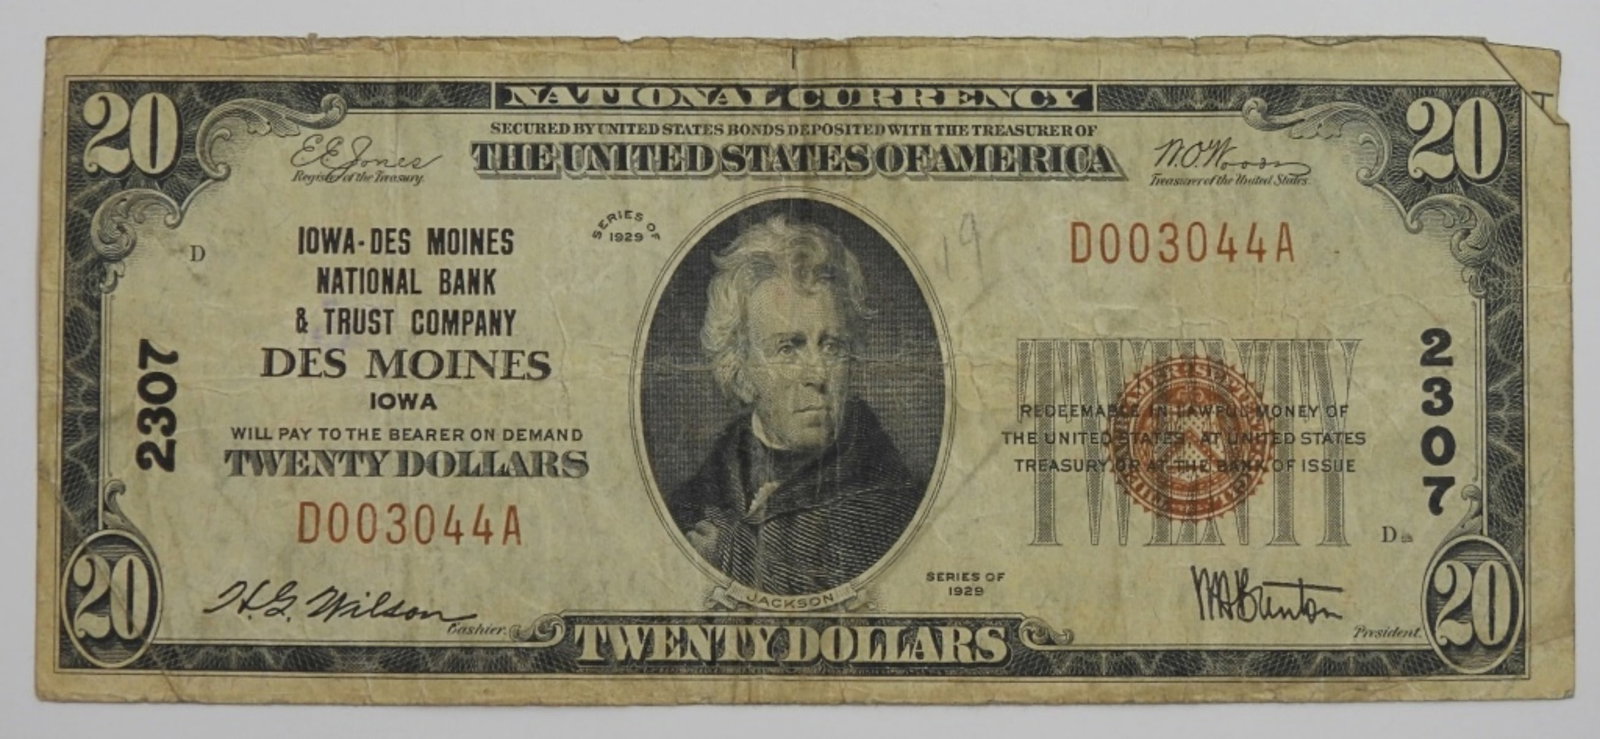 NATIONAL CURRENCY
SECURED BY UNITED STATES BONDS DEPOSITED WITH THE TREASURER OF
THE UNITED STATES OF AMERICA
20
20
E E Jones
Register of the Treasury.
W.O. Woods
Treasurer of the United States.
SERIES OF
1929
19
D003044A
D
IOWA-DES MOINES
NATIONAL BANK
& TRUST COMPANY
DES MOINES
IOWA
WILL PAY TO THE BEARER ON DEMAND
TWENTY DOLLARS
D003044A
2307
2307
TWENTY
REDEEMABLE IN LAWFUL MONEY OF
THE UNITED STATES, AT UNITED STATES
TREASURY OR AT THE BANK OF ISSUE
D
H.G. Wilson
Cashier.
JACKSON
SERIES OF
1929
President.
20
TWENTY DOLLARS
20